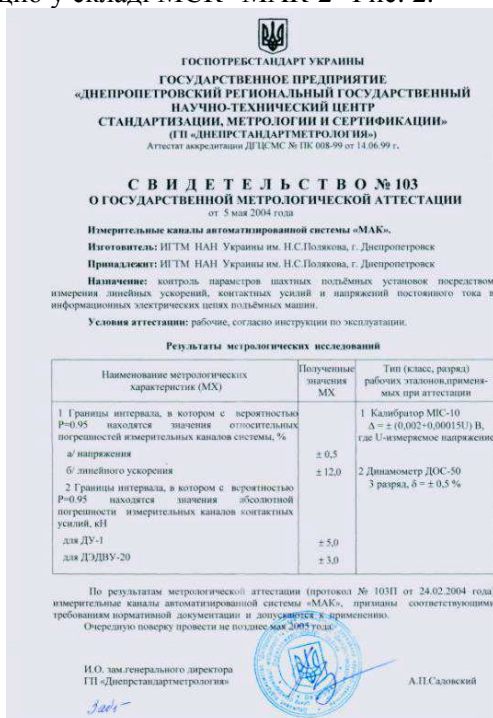 у складі МСК "МАК-2" Рис. 2.
ГОСПОТРЕБСТАНДАРТ УКРАИНЫ
ГОСУДАРСТВЕННОЕ ПРЕДПРИЯТИЕ
«ДНЕПРОПЕТРОВСКИЙ РЕГИОНАЛЬНЫЙ ГОСУДАРСТВЕННЫЙ
НАУЧНО-ТЕХНИЧЕСКИЙ ЦЕНТР
СТАНДАРТИЗАЦИИ, МЕТРОЛОГИИ И СЕРТИФИКАЦИИ»
(ГП «ДНЕПРСТАНДАРТМЕТРОЛОГИЯ»)
Аттестат аккредитации ДГЦСМС № ПК 008-99 от 14.06.99 г.
С В И Д Е Т Е Л Ь С Т В О № 103
О ГОСУДАРСТВЕННОЙ МЕТРОЛОГИЧЕСКОЙ АТТЕСТАЦИИ
от 5 мая 2004 года
Измерительные каналы автоматизированной системы «МАК».
Изготовитель: ИГТМ НАН Украины им. Н.С.Полякова, г. Днепропетровск
Принадлежит: ИГТМ НАН Украины им. Н.С.Полякова, г. Днепропетровск
Назначение: контроль параметров шахтных подъёмных установок посредством
измерения линейных ускорений, контактных усилий и напряжений постоянного тока в
информационных электрических цепях подъёмных машин.
Условия аттестации: рабочие, согласно инструкции по эксплуатации.
Результаты метрологических исследований
Наименование метрологических
характеристик (МХ)
Полученные
значения
МХ
Тип (класс, разряд)
рабочих эталонов,применя-
мых при аттестации
1 Границы интервала, в котором с вероятностью
Р=0.95 находятся значения относительных
погрешностей измерительных каналов системы, %
а/ напряжения
± 0,5
б/ линейного ускорения
± 12,0
2 Границы интервала, в котором с вероятностью
Р=0.95 находятся значения абсолютной
погрешности измерительных каналов контактных
усилий, кН
для ДУ-1
± 5,0
для ДЭДВУ-20
± 3,0
1 Калибратор MIC-10
Δ = ± (0,002+0,00015U) В,
где U-измеряемое напряжение
2 Динамометр ДОС-50
3 разряд, δ = ± 0,5 %
По результатам метрологической аттестации (протокол № 103П от 24.02.2004 года)
измерительные каналы автоматизированной системы «МАК», признаны соответствующими
требованиям нормативной документации и допускаются к применению.
Очередную поверку провести не позднее мая 2005 года.
И.О. зам.генерального директора
ГП «Днепрстандартметрология»
А.П.Садовский